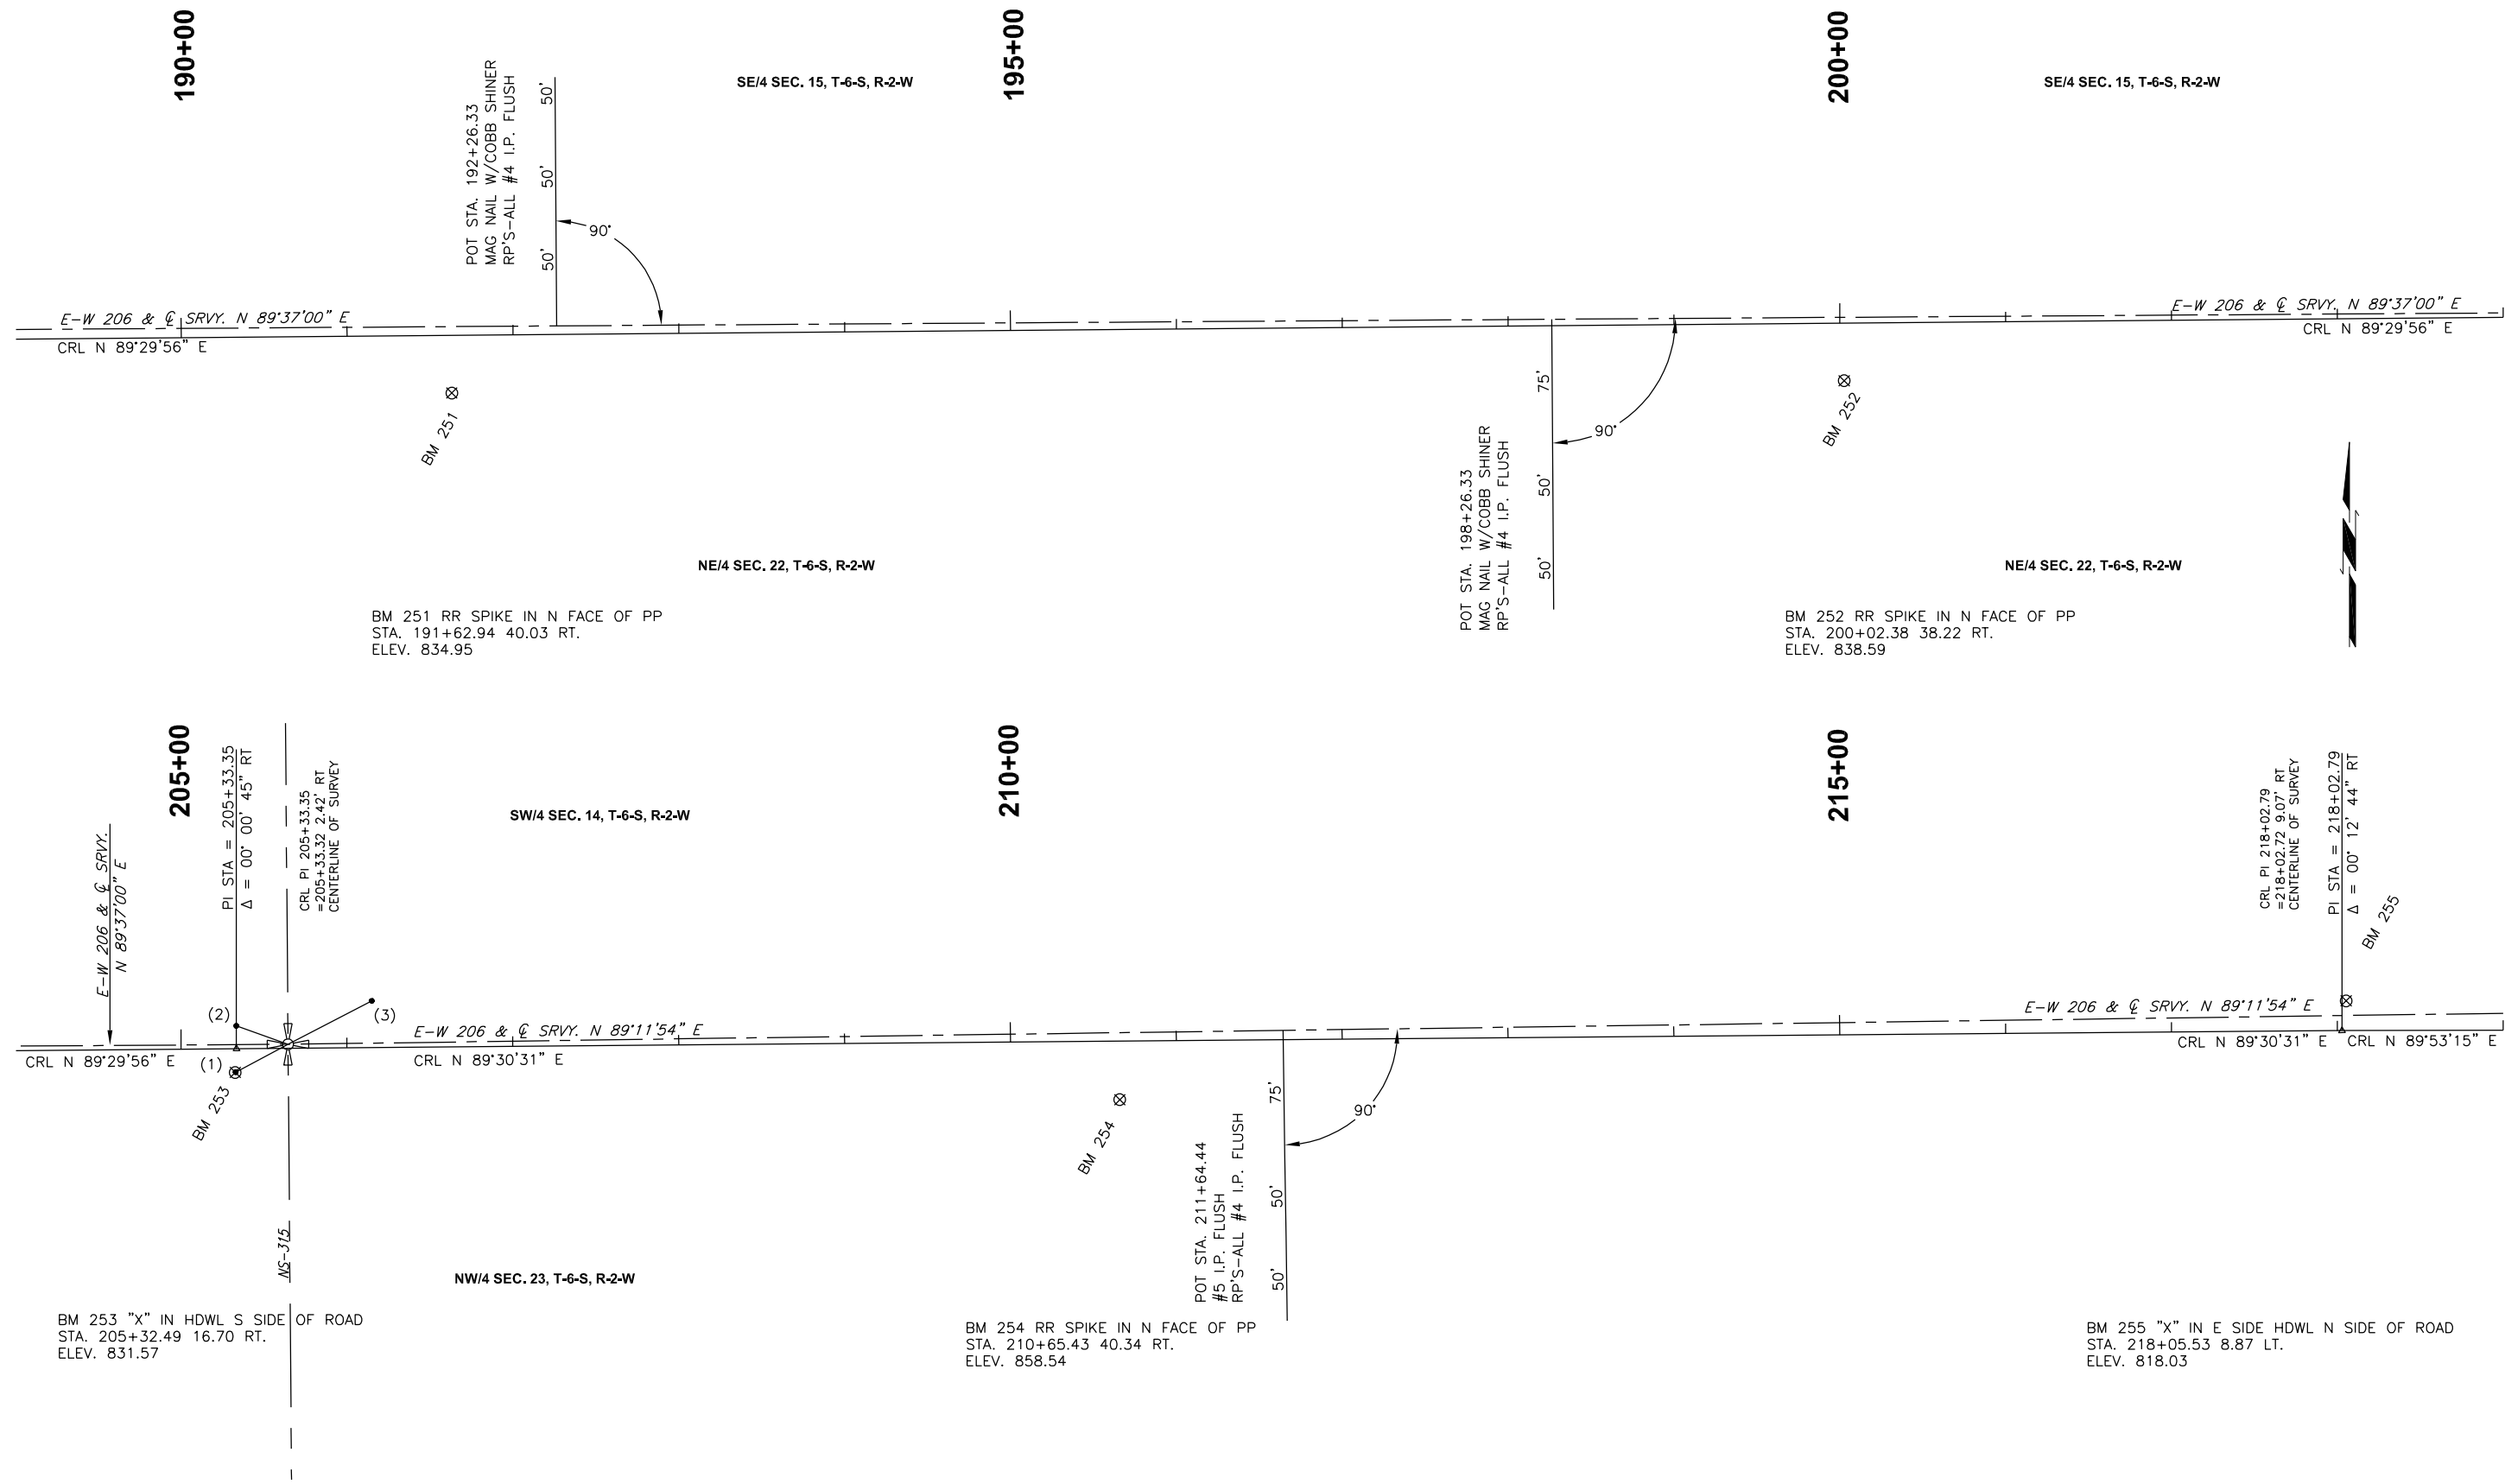 190+00
195+00
200+00
SE/4 SEC. 15, T-6-S, R-2-W
SE/4 SEC. 15, T-6-S, R-2-W
POT STA. 192+26.33
MAG NAIL W/COBB SHINER
RP'S-ALL #4 I.P. FLUSH
50'
50'
50'
90°
E-W 206 & ℄ SRVY. N 89°37'00" E
CRL N 89°29'56" E
E-W 206 & ℄ SRVY. N 89°37'00" E
CRL N 89°29'56" E
BM 251
POT STA. 198+26.33
MAG NAIL W/COBB SHINER
RP'S-ALL #4 I.P. FLUSH
75'
50'
50'
90°
BM 252
N
NE/4 SEC. 22, T-6-S, R-2-W
NE/4 SEC. 22, T-6-S, R-2-W
BM 251 RR SPIKE IN N FACE OF PP
STA. 191+62.94 40.03 RT.
ELEV. 834.95
BM 252 RR SPIKE IN N FACE OF PP
STA. 200+02.38 38.22 RT.
ELEV. 838.59
205+00
210+00
215+00
E-W 206 & ℄ SRVY.
N 89°37'00" E
PI STA = 205+33.35
Δ = 00° 00' 45" RT
CRL PI 205+33.35
=205+33.32 2.42' RT
CENTERLINE OF SURVEY
SW/4 SEC. 14, T-6-S, R-2-W
CRL PI 218+02.79
=218+02.72 9.07' RT
CENTERLINE OF SURVEY
PI STA = 218+02.79
Δ = 00° 12' 44" RT
BM 255
(2)
(3)
(1)
E-W 206 & ℄ SRVY. N 89°11'54" E
E-W 206 & ℄ SRVY. N 89°11'54" E
CRL N 89°29'56" E
CRL N 89°30'31" E
CRL N 89°30'31" E
CRL N 89°53'15" E
BM 253
BM 254
POT STA. 211+64.44
#5 I.P. FLUSH
RP'S-ALL #4 I.P. FLUSH
75'
50'
50'
90°
NS-315
NW/4 SEC. 23, T-6-S, R-2-W
BM 253 "X" IN HDWL S SIDE OF ROAD
STA. 205+32.49 16.70 RT.
ELEV. 831.57
BM 254 RR SPIKE IN N FACE OF PP
STA. 210+65.43 40.34 RT.
ELEV. 858.54
BM 255 "X" IN E SIDE HDWL N SIDE OF ROAD
STA. 218+05.53 8.87 LT.
ELEV. 818.03